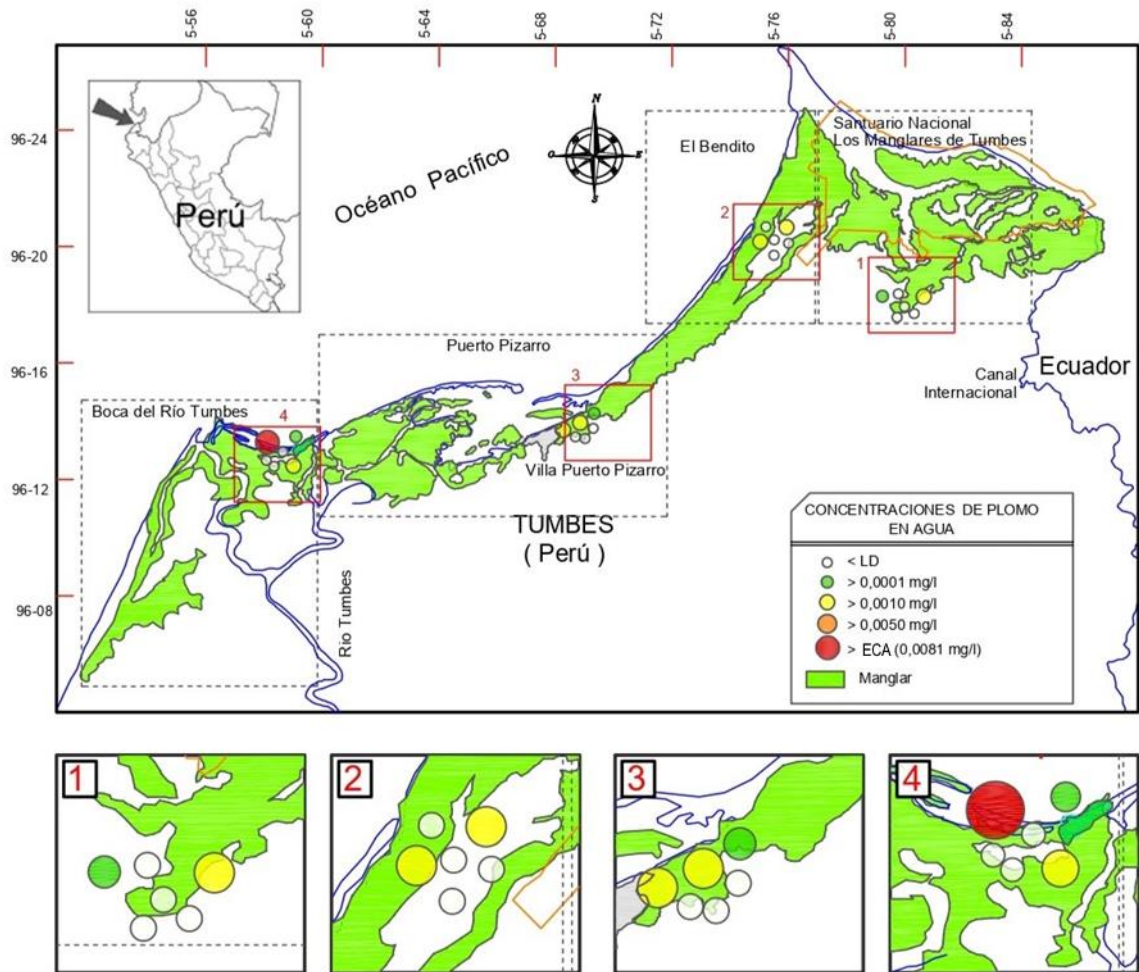 5-56
5-60
5-64
5-68
5-72
5-76
5-80
5-84
96-24
96-20
96-16
96-12
96-08
Perú
Océano Pacífico
N
O
E
S
El Bendito
Santuario Nacional
Los Manglares de Tumbes
2
1
Puerto Pizarro
3
Canal
Internacional
Ecuador
Boca del Río Tumbes
4
Villa Puerto Pizarro
TUMBES
( Perú )
Rio Tumbes
CONCENTRACIONES DE PLOMO
EN AGUA
< LD
> 0,0001 mg/l
> 0,0010 mg/l
> 0,0050 mg/l
> ECA (0,0081 mg/l)
Manglar
1
2
3
4